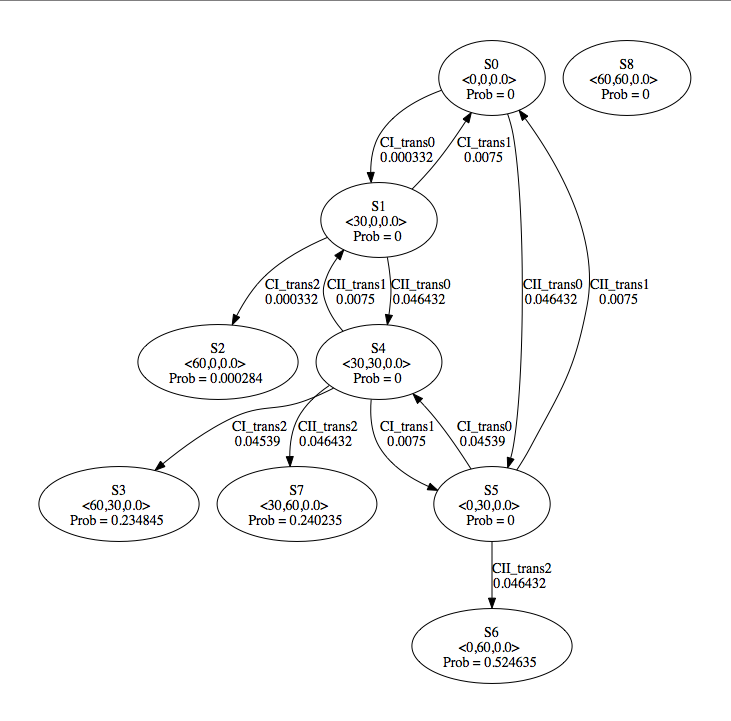 S0
<0,0,0.0>
Prob = 0
S8
<60,60,0.0>
Prob = 0
CI_trans0
0.000332
CI_trans1
0.0075
S1
<30,0,0.0>
Prob = 0
CI_trans2
0.000332
CII_trans1
0.0075
CII_trans0
0.046432
CII_trans0
0.046432
CII_trans1
0.0075
S2
<60,0,0.0>
Prob = 0.000284
S4
<30,30,0.0>
Prob = 0
CI_trans2
0.04539
CII_trans2
0.046432
CI_trans1
0.0075
CI_trans0
0.04539
S3
<60,30,0.0>
Prob = 0.234845
S7
<30,60,0.0>
Prob = 0.240235
S5
<0,30,0.0>
Prob = 0
CII_trans2
0.046432
S6
<0,60,0.0>
Prob = 0.524635